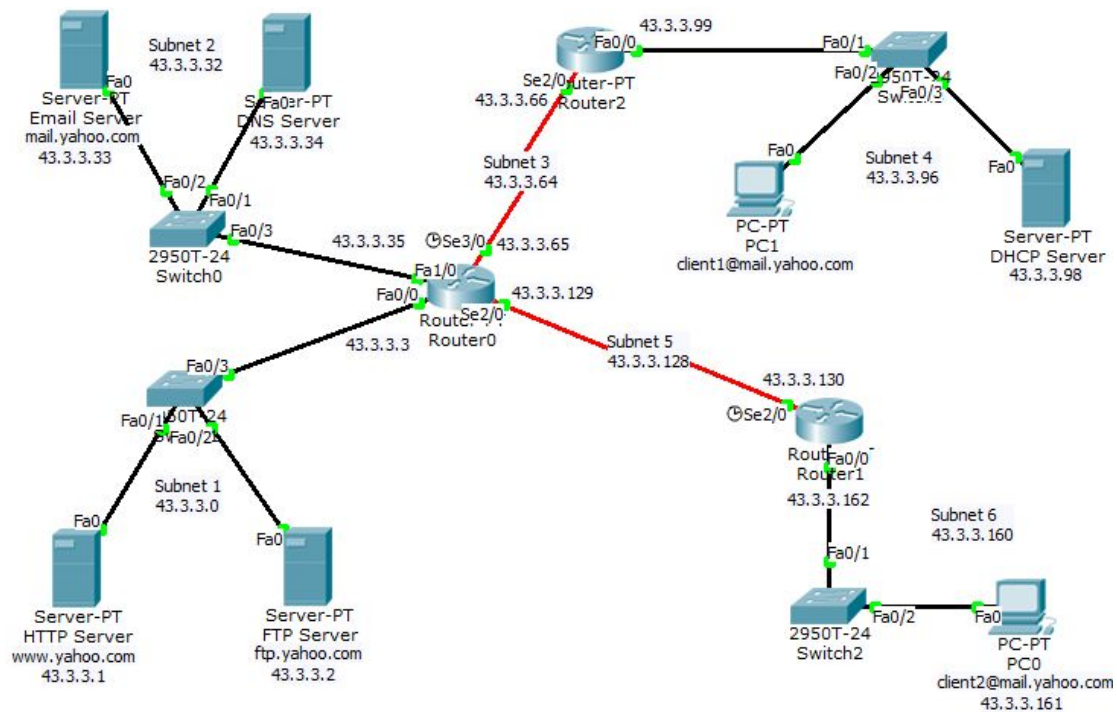 Subnet 2
43.3.3.32
Fa0
Server-PT
Email Server
mail.yahoo.com
43.3.3.33
Fa0
DNS Server
43.3.3.34
Fa0/2
Fa0/1
Fa0/3
2950T-24
Switch0
Fa0/0
43.3.3.99
Se2/0
Router2
43.3.3.66
Fa0/1
Fa0/2
Fa0/3
Subnet 3
43.3.3.64
Fa0
Subnet 4
43.3.3.96
Fa0
PC-PT
PC1
client1@mail.yahoo.com
Server-PT
DHCP Server
43.3.3.98
43.3.3.35
Se3/0
43.3.3.65
Fa1/0
Fa0/0
Se2/0
43.3.3.129
Router0
43.3.3.3
Subnet 5
43.3.3.128
43.3.3.130
Se2/0
Fa0/0
Router1
43.3.3.162
Fa0/3
Fa0/1
Fa0/2
Subnet 1
43.3.3.0
Fa0
Server-PT
HTTP Server
www.yahoo.com
43.3.3.1
Fa0
Server-PT
FTP Server
ftp.yahoo.com
43.3.3.2
Subnet 6
43.3.3.160
Fa0/1
Fa0/2
2950T-24
Switch2
Fa0
PC-PT
PC0
client2@mail.yahoo.com
43.3.3.161